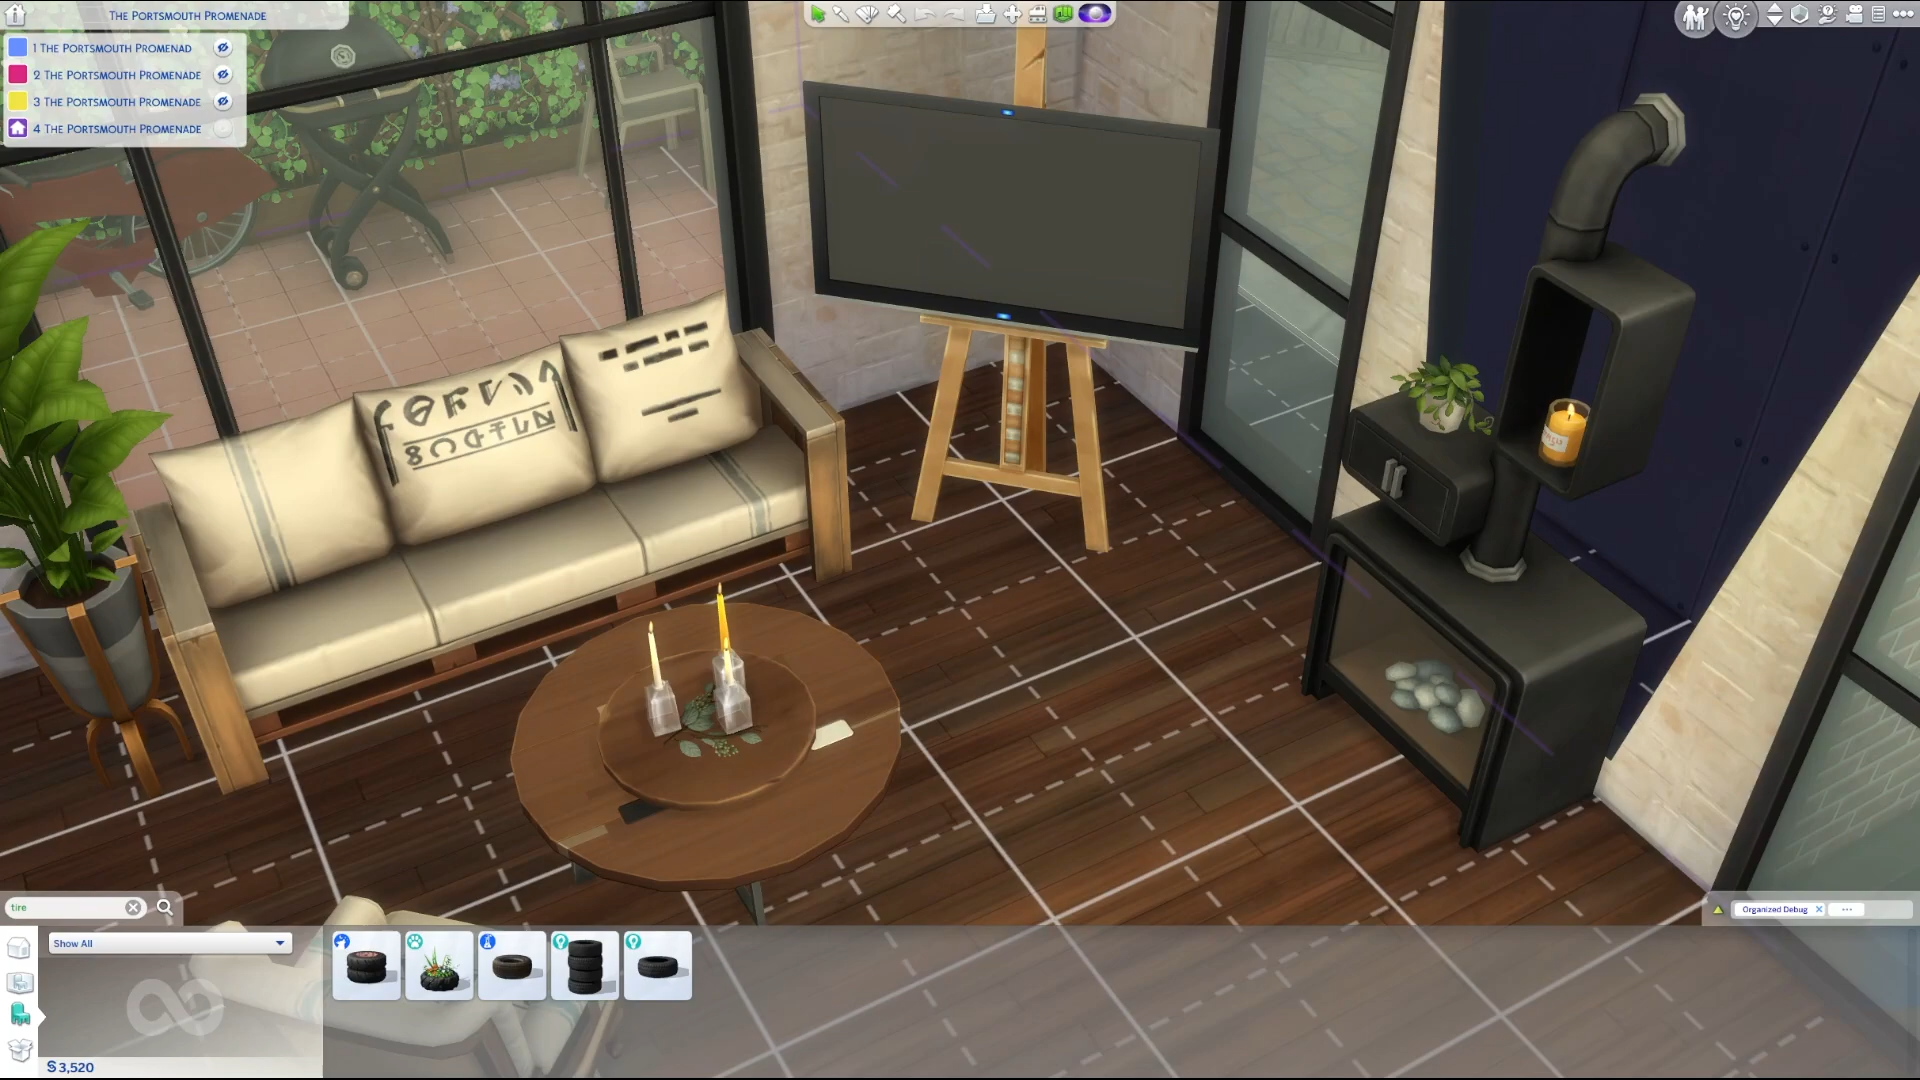 The Portsmouth Promenade
1 The Portsmouth Promenad
2 The Portsmouth Promenade
3 The Portsmouth Promenade
4 The Portsmouth Promenade
tire
Organized Debug
Show All
§3,520